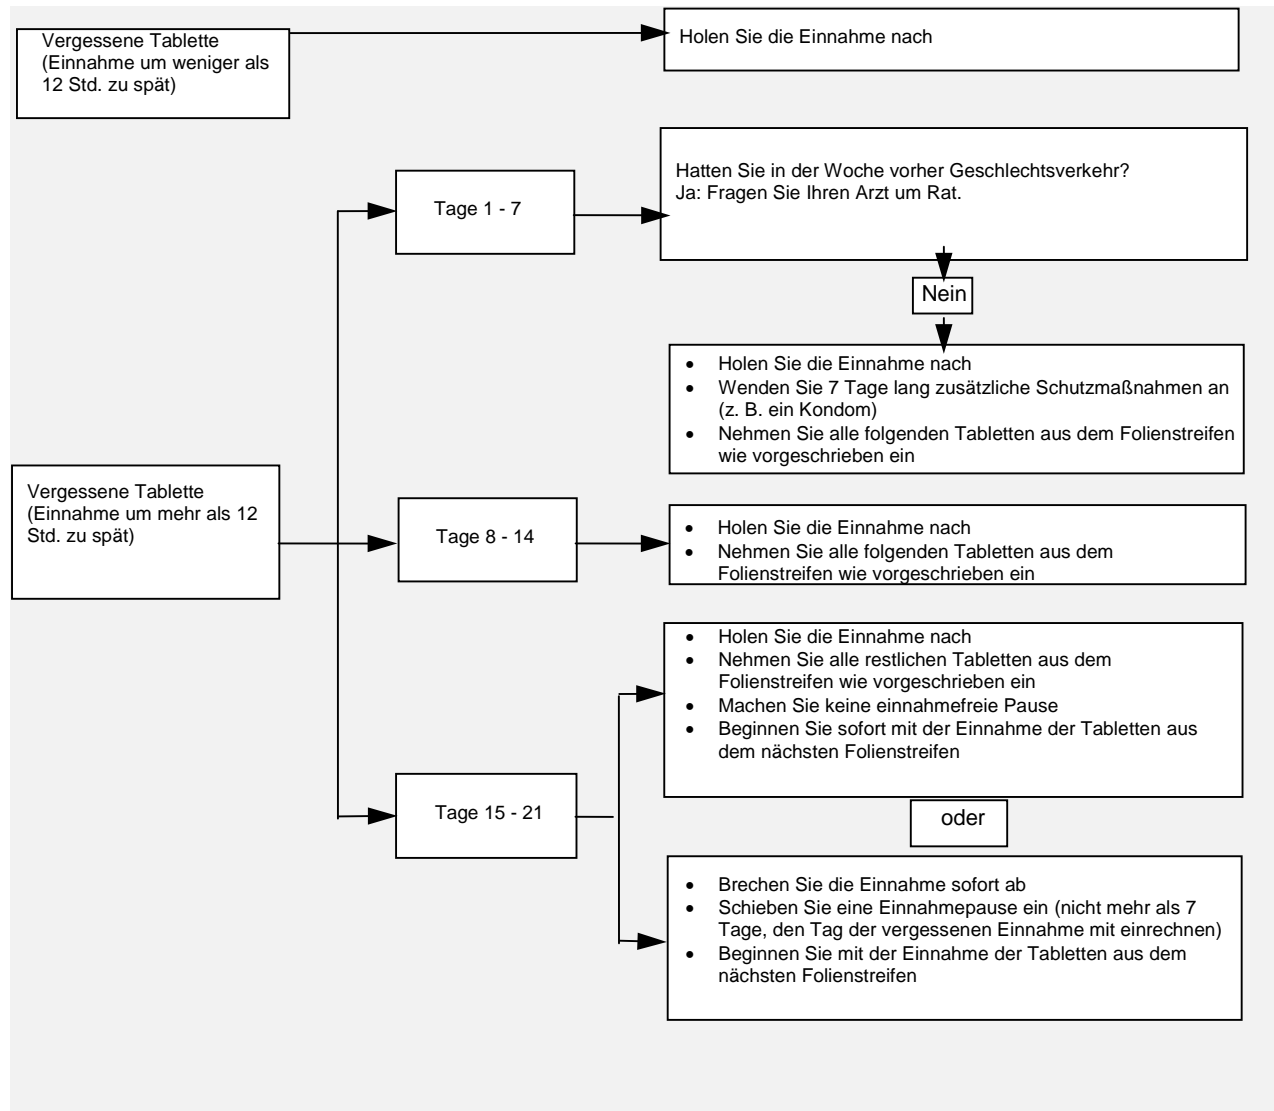 Vergessene Tablette
(Einnahme um weniger als
12 Std. zu spät)
Holen Sie die Einnahme nach
Hatten Sie in der Woche vorher Geschlechtsverkehr?
Ja: Fragen Sie Ihren Arzt um Rat.
Tage 1 - 7
Nein
• Holen Sie die Einnahme nach
• Wenden Sie 7 Tage lang zusätzliche Schutzmaßnahmen an
(z. B. ein Kondom)
• Nehmen Sie alle folgenden Tabletten aus dem Folienstreifen
wie vorgeschrieben ein
Vergessene Tablette
(Einnahme um mehr als 12
Std. zu spät)
Tage 8 - 14
• Holen Sie die Einnahme nach
• Nehmen Sie alle folgenden Tabletten aus dem
Folienstreifen wie vorgeschrieben ein
• Holen Sie die Einnahme nach
• Nehmen Sie alle restlichen Tabletten aus dem
Folienstreifen wie vorgeschrieben ein
• Machen Sie keine einnahmefreie Pause
• Beginnen Sie sofort mit der Einnahme der Tabletten aus
dem nächsten Folienstreifen
Tage 15 - 21
oder
• Brechen Sie die Einnahme sofort ab
• Schieben Sie eine Einnahmepause ein (nicht mehr als 7
Tage, den Tag der vergessenen Einnahme mit einrechnen)
• Beginnen Sie mit der Einnahme der Tabletten aus dem
nächsten Folienstreifen